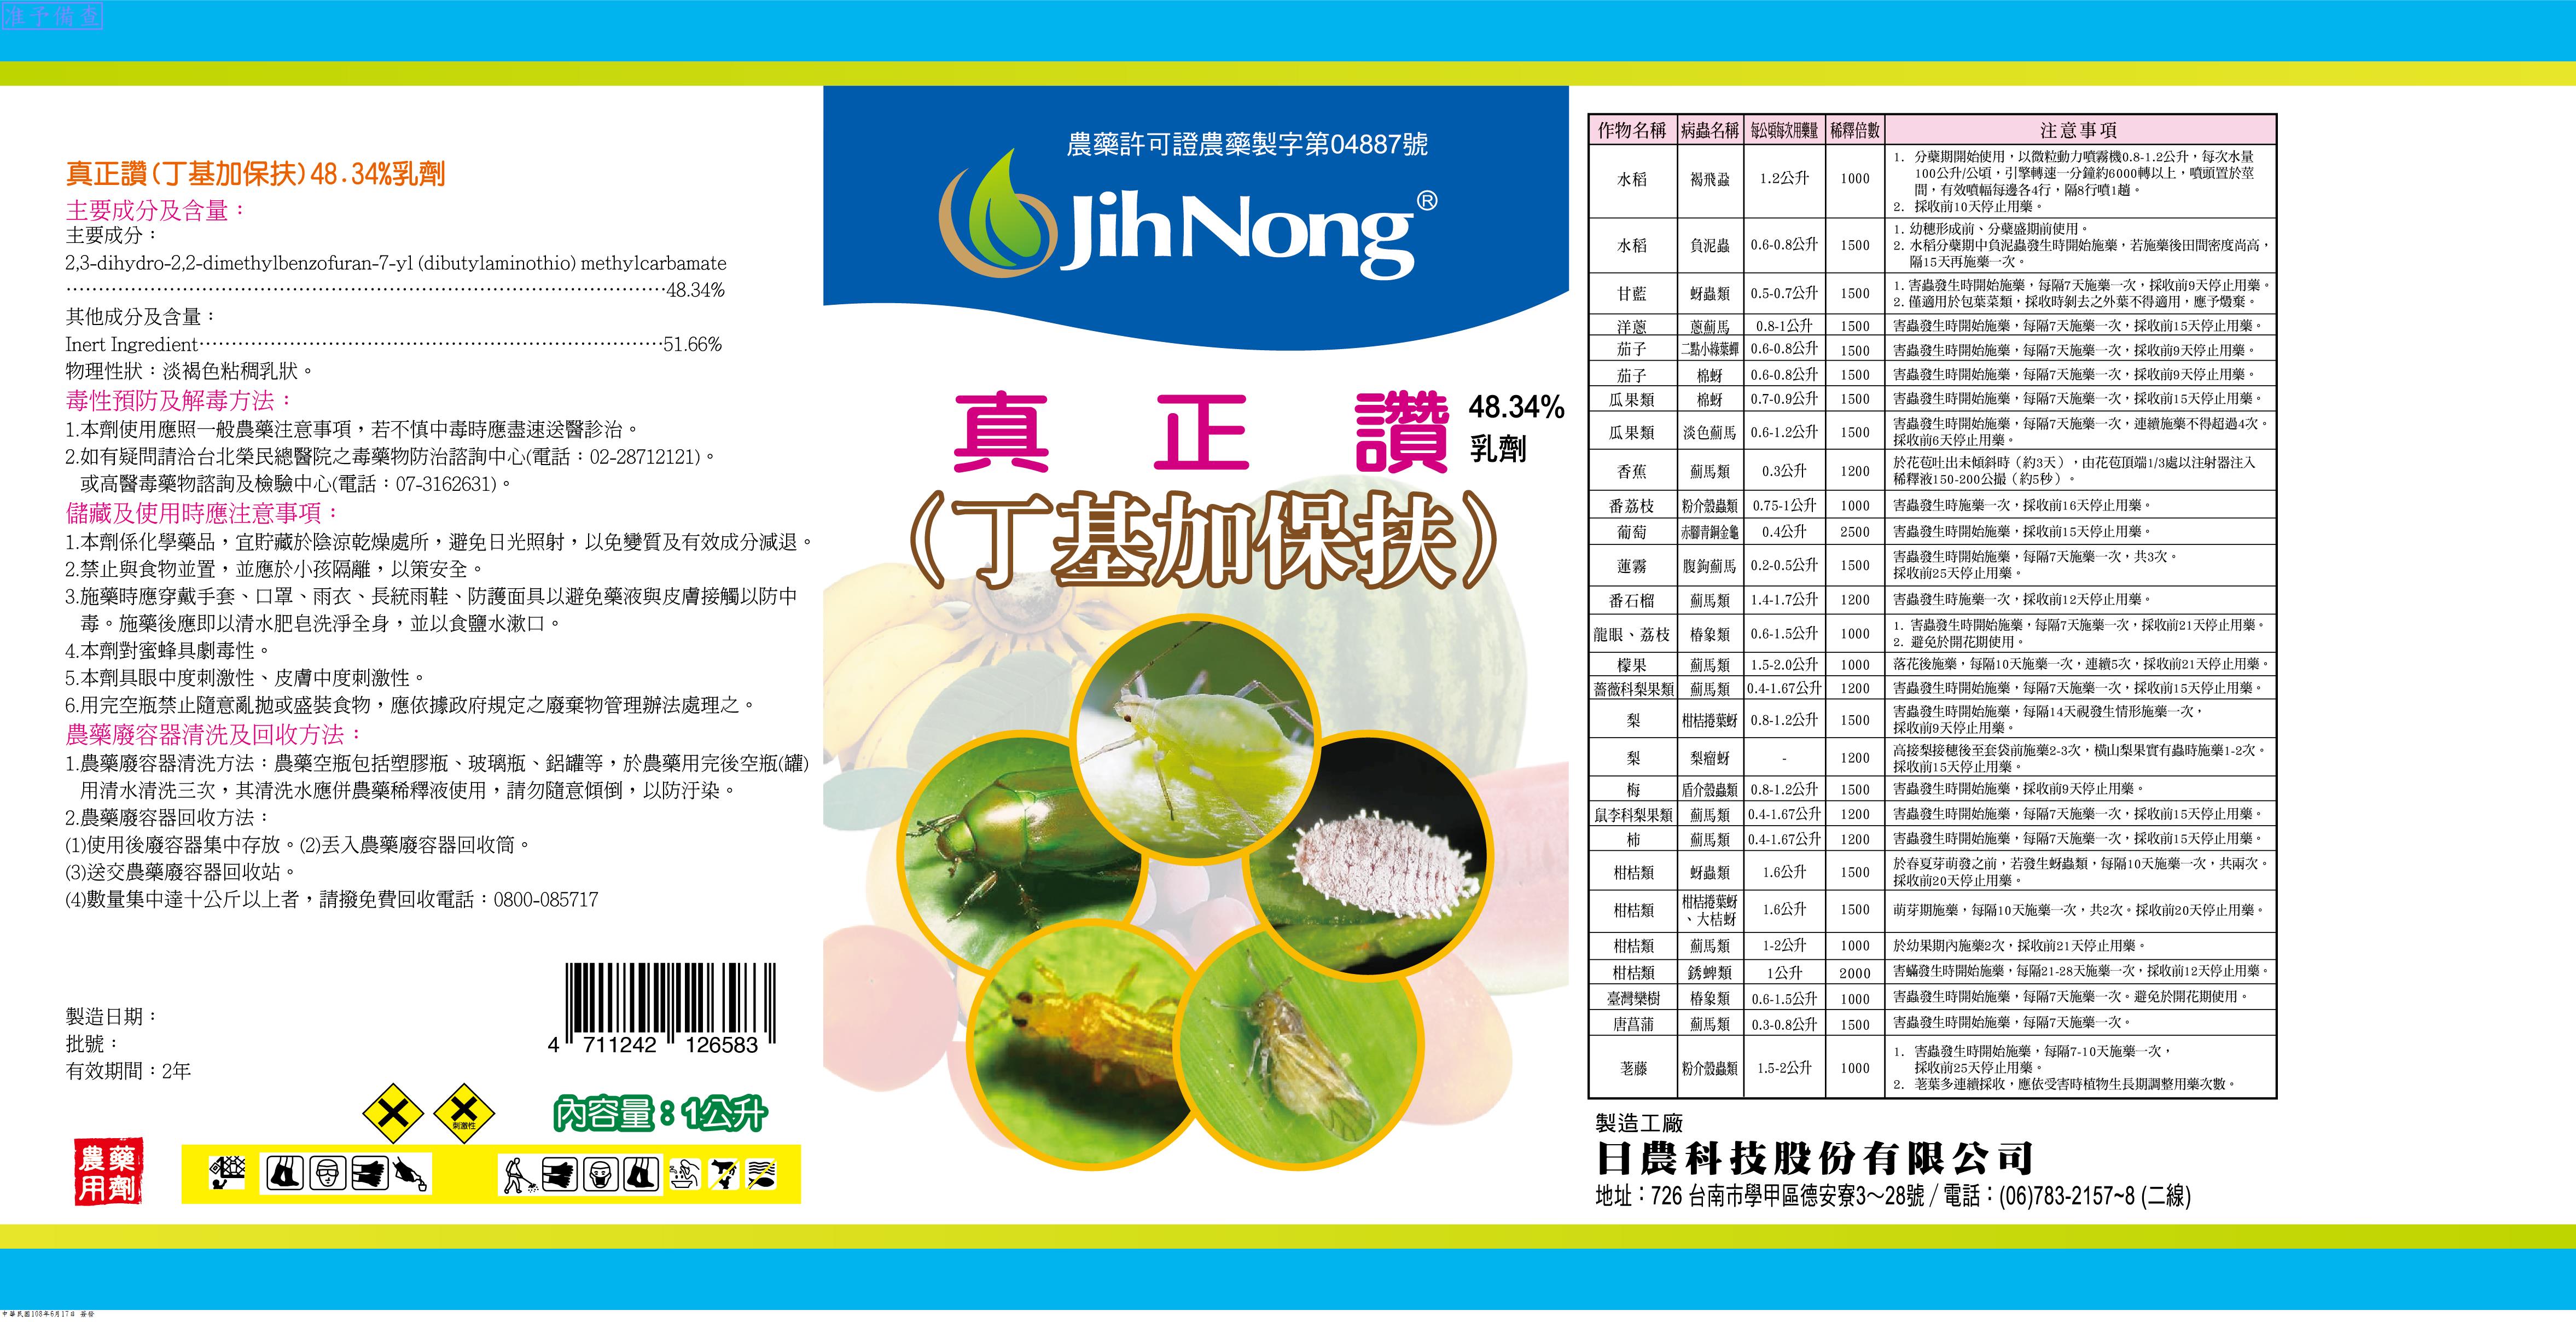 准予備查
真正讚(丁基加保扶)48.34%乳劑
主要成分及含量：
主要成分：
2,3-dihydro-2,2-dimethylbenzofuran-7-yl (dibutylaminothio) methylcarbamate
…………………………………………………………………………………48.34%
其他成分及含量：
Inert Ingredient………………………………………………………………51.66%
物理性狀：淡褐色粘稠乳狀。
毒性預防及解毒方法：
1.本劑使用應照一般農藥注意事項，若不慎中毒時應盡速送醫診治。
2.如有疑問請洽台北榮民總醫院之毒藥物防治諮詢中心(電話：02-28712121)。
或高醫毒藥物諮詢及檢驗中心(電話：07-3162631)。
儲藏及使用時應注意事項：
1.本劑係化學藥品，宜貯藏於陰涼乾燥處所，避免日光照射，以免變質及有效成分減退。
2.禁止與食物並置，並應於小孩隔離，以策安全。
3.施藥時應穿戴手套、口罩、雨衣、長統雨鞋、防護面具以避免藥液與皮膚接觸以防中
毒。施藥後應即以清水肥皂洗淨全身，並以食鹽水漱口。
4.本劑對蜜蜂具劇毒性。
5.本劑具眼中度刺激性、皮膚中度刺激性。
6.用完空瓶禁止隨意亂拋或盛裝食物，應依據政府規定之廢棄物管理辦法處理之。
農藥廢容器清洗及回收方法：
1.農藥廢容器清洗方法：農藥空瓶包括塑膠瓶、玻璃瓶、鋁罐等，於農藥用完後空瓶(罐)
用清水清洗三次，其清洗水應併農藥稀釋液使用，請勿隨意傾倒，以防汙染。
2.農藥廢容器回收方法：
(1)使用後廢容器集中存放。(2)丟入農藥廢容器回收筒。
(3)送交農藥廢容器回收站。
(4)數量集中達十公斤以上者，請撥免費回收電話：0800-085717
製造日期：
批號：
有效期間：2年
4 711242 126583
刺激性
內容量：1公升
農藥
用劑
農藥許可證農藥製字第04887號
JihNong®
真正讚
48.34%
乳劑
(丁基加保扶)
作物名稱 病蟲名稱 每公頃每次用藥量 稀釋倍數 注意事項
水稻 褐飛蝨 1.2公升 1000 1. 分蘗期開始使用，以微粒動力噴霧機0.8-1.2公升，每次水量
100公升/公頃，引擎轉速一分鐘約6000轉以上，噴頭置於莖
間，有效噴幅每邊各4行，隔8行噴1趟。
2. 採收前10天停止用藥。
水稻 負泥蟲 0.6-0.8公升 1500 1. 幼穗形成前、分蘗盛期前使用。
2. 水稻分蘗期中負泥蟲發生時開始施藥，若施藥後田間密度尚高，
隔15天再施藥一次。
甘藍 蚜蟲類 0.5-0.7公升 1500 1. 害蟲發生時開始施藥，每隔7天施藥一次，採收前9天停止用藥。
2. 僅適用於包葉菜類，採收時剝去之外葉不得適用，應予燬棄。
洋蔥 蔥薊馬 0.8-1公升 1500 害蟲發生時開始施藥，每隔7天施藥一次，採收前15天停止用藥。
茄子 二點小綠葉蟬 0.6-0.8公升 1500 害蟲發生時開始施藥，每隔7天施藥一次，採收前9天停止用藥。
茄子 棉蚜 0.6-0.8公升 1500 害蟲發生時開始施藥，每隔7天施藥一次，採收前9天停止用藥。
瓜果類 棉蚜 0.7-0.9公升 1500 害蟲發生時開始施藥，每隔7天施藥一次，採收前15天停止用藥。
瓜果類 淡色薊馬 0.6-1.2公升 1500 害蟲發生時開始施藥，每隔7天施藥一次，連續施藥不得超過4次。
採收前6天停止用藥。
香蕉 薊馬類 0.3公升 1200 於花苞吐出未傾斜時（約3天），由花苞頂端1/3處以注射器注入
稀釋液150-200公撮（約5秒）。
番荔枝 粉介殼蟲類 0.75-1公升 1000 害蟲發生時施藥一次，採收前16天停止用藥。
葡萄 赤腳青銅金龜 0.4公升 2500 害蟲發生時開始施藥，採收前15天停止用藥。
蓮霧 腹鉤薊馬 0.2-0.5公升 1500 害蟲發生時開始施藥，每隔7天施藥一次，共3次。
採收前25天停止用藥。
番石榴 薊馬類 1.4-1.7公升 1200 害蟲發生時施藥一次，採收前12天停止用藥。
龍眼、荔枝 椿象類 0.6-1.5公升 1000 1. 害蟲發生時開始施藥，每隔7天施藥一次，採收前21天停止用藥。
2. 避免於開花期使用。
檬果 薊馬類 1.5-2.0公升 1000 落花後施藥，每隔10天施藥一次，連續5次，採收前21天停止用藥。
薔薇科梨果類 薊馬類 0.4-1.67公升 1200 害蟲發生時開始施藥，每隔7天施藥一次，採收前15天停止用藥。
梨 柑桔捲葉蚜 0.8-1.2公升 1500 害蟲發生時開始施藥，每隔14天視發生情形施藥一次，
採收前9天停止用藥。
梨 梨瘤蚜 - 1200 高接梨接穗後至套袋前施藥2-3次，橫山梨果實有蟲時施藥1-2次。
採收前15天停止用藥。
梅 盾介殼蟲類 0.8-1.2公升 1500 害蟲發生時開始施藥，採收前9天停止用藥。
鼠李科梨果類 薊馬類 0.4-1.67公升 1200 害蟲發生時開始施藥，每隔7天施藥一次，採收前15天停止用藥。
柿 薊馬類 0.4-1.67公升 1200 害蟲發生時開始施藥，每隔7天施藥一次，採收前15天停止用藥。
柑桔類 蚜蟲類 1.6公升 1500 於春夏芽萌發之前，若發生蚜蟲類，每隔10天施藥一次，共兩次。
採收前20天停止用藥。
柑桔類 柑桔捲葉蚜、大桔蚜 1.6公升 1500 萌芽期施藥，每隔10天施藥一次，共2次。採收前20天停止用藥。
柑桔類 薊馬類 1-2公升 1000 於幼果期內施藥2次，採收前21天停止用藥。
柑桔類 銹蜱類 1公升 2000 害蟎發生時開始施藥，每隔21-28天施藥一次，採收前12天停止用藥。
臺灣欒樹 椿象類 0.6-1.5公升 1000 害蟲發生時開始施藥，每隔7天施藥一次。避免於開花期使用。
唐菖蒲 薊馬類 0.3-0.8公升 1500 害蟲發生時開始施藥，每隔7天施藥一次。
荖藤 粉介殼蟲類 1.5-2公升 1000 1. 害蟲發生時開始施藥，每隔7-10天施藥一次，
採收前25天停止用藥。
2. 荖葉多連續採收，應依受害時植物生長期調整用藥次數。
製造工廠
日農科技股份有限公司
地址：726 台南市學甲區德安寮3～28號 / 電話：(06)783-2157~8 (二線)
中華民國108年6月17日 簽發